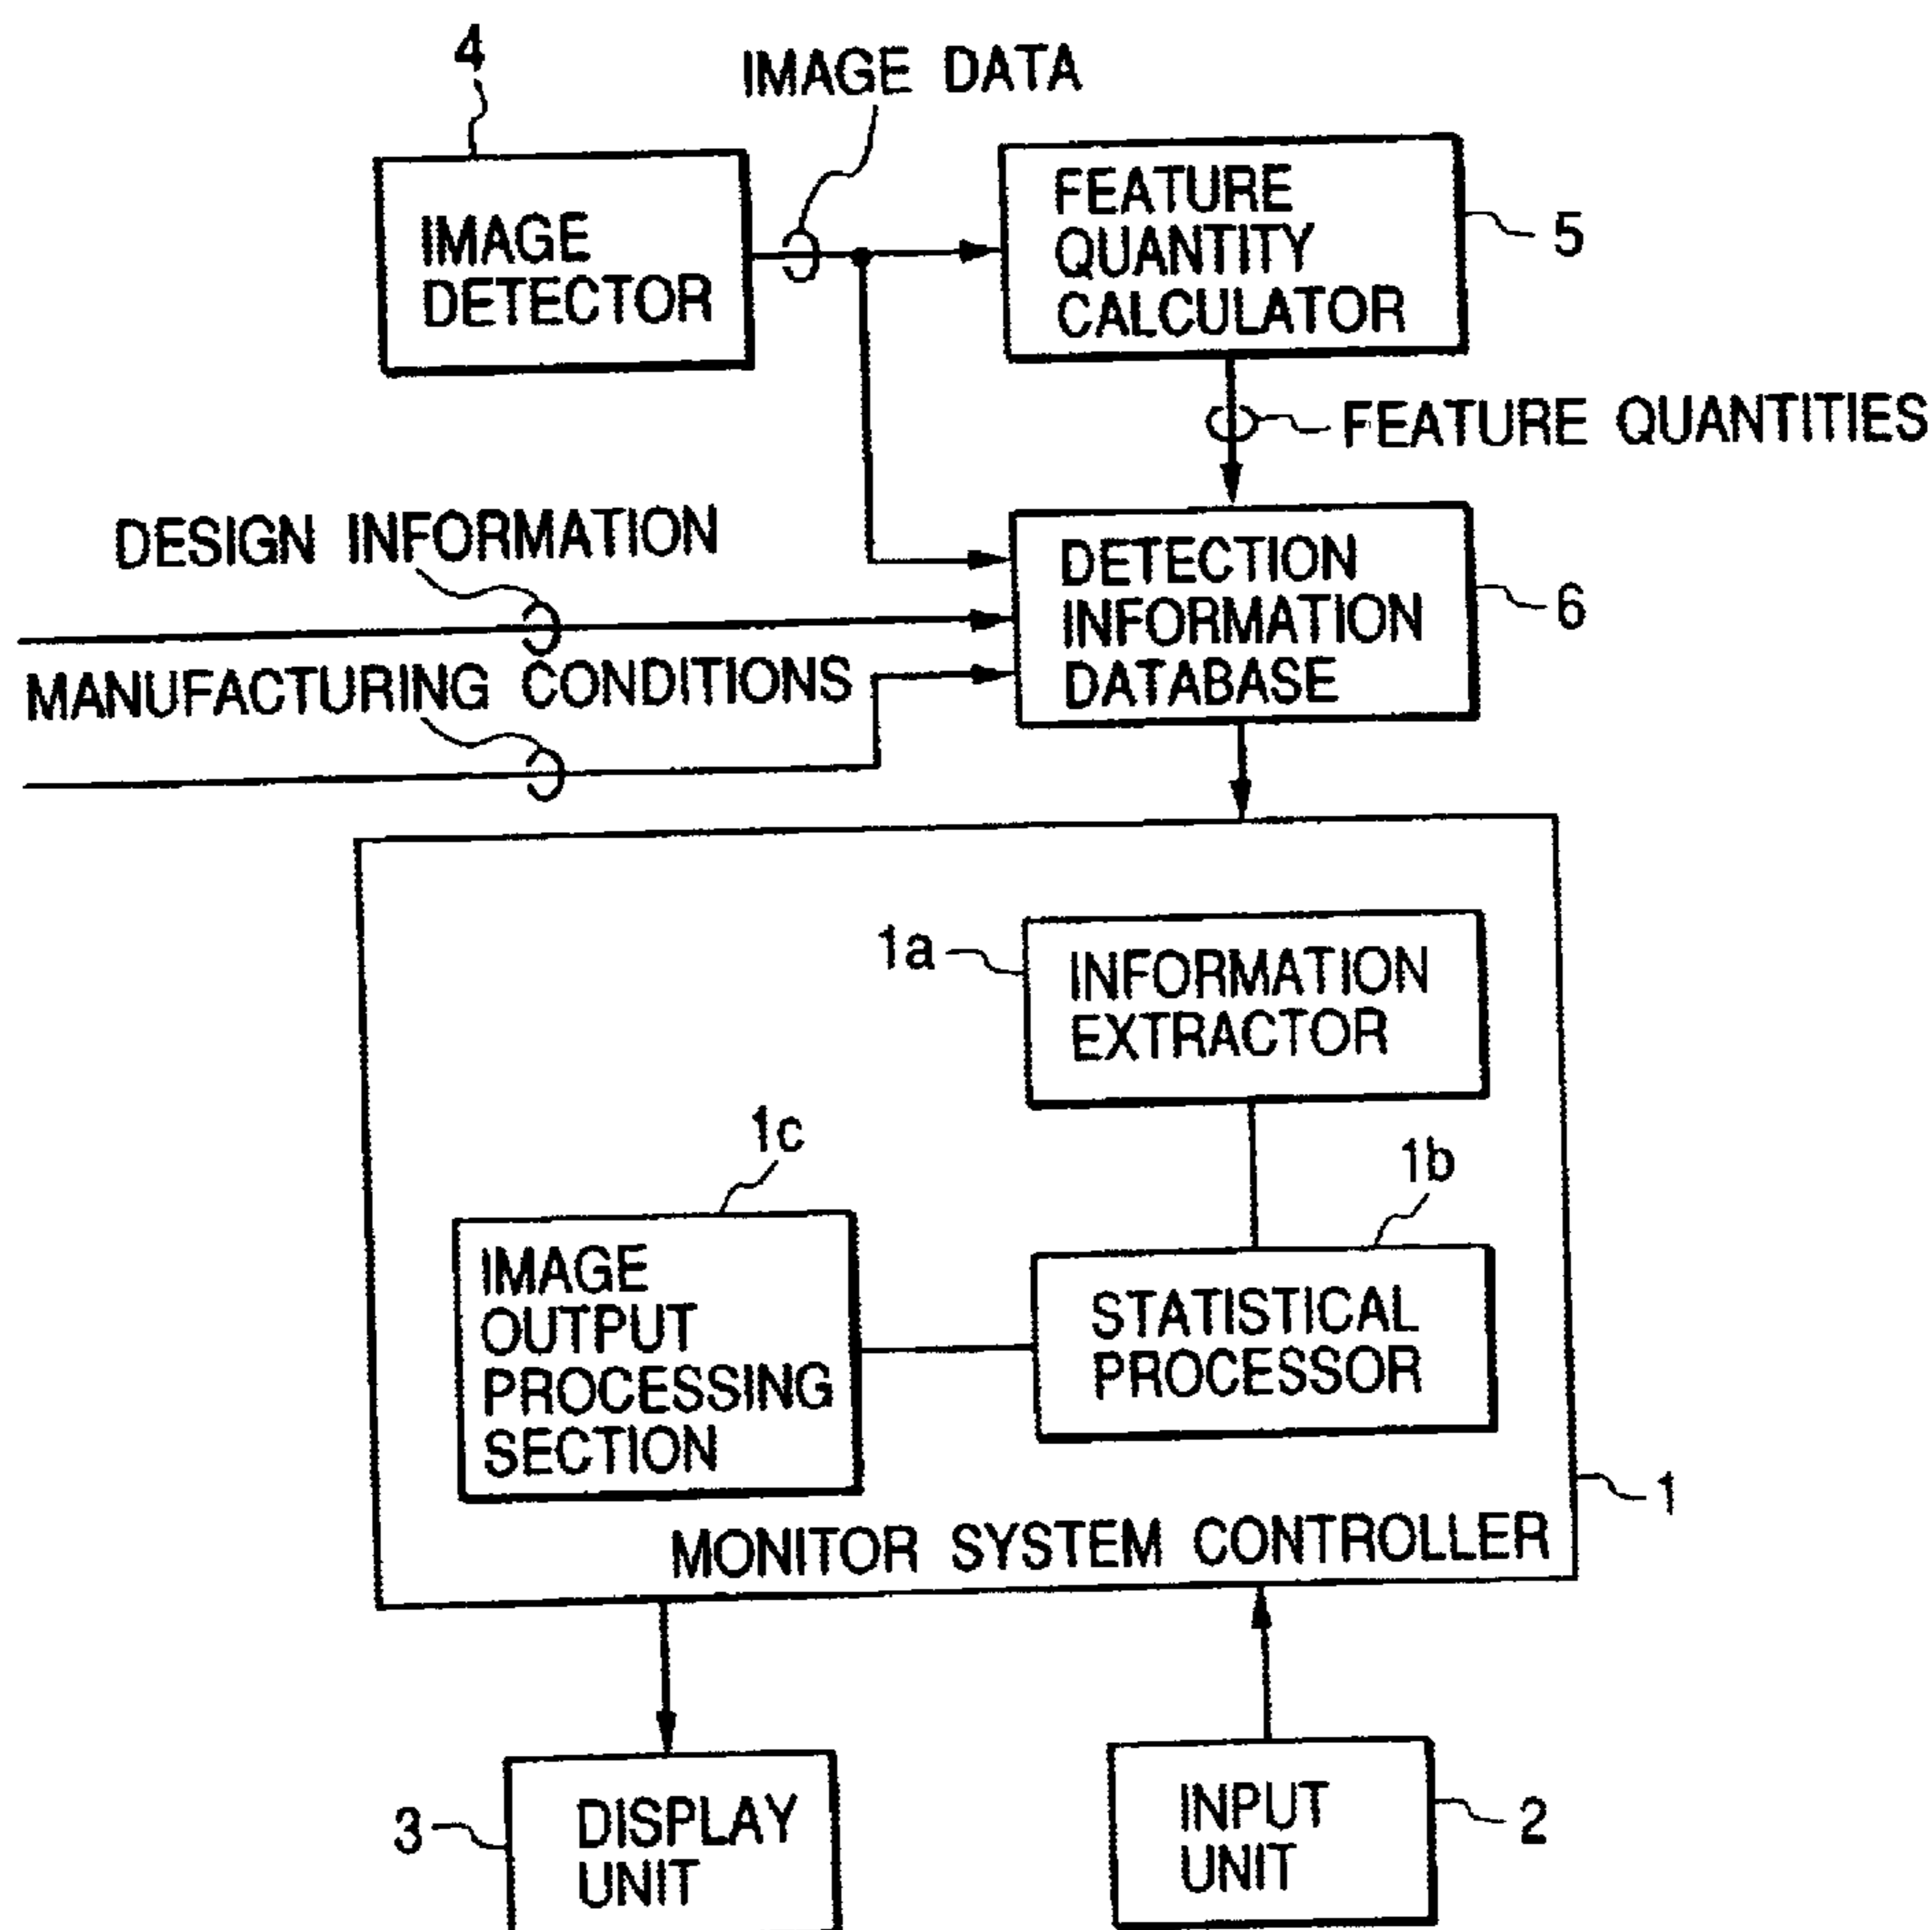 4
IMAGE DATA
IMAGE
DETECTOR
FEATURE
QUANTITY
CALCULATOR
5
FEATURE QUANTITIES
DESIGN INFORMATION
MANUFACTURING CONDITIONS
DETECTION
INFORMATION
DATABASE
6
1a
INFORMATION
EXTRACTOR
1c
1b
IMAGE
OUTPUT
PROCESSING
SECTION
STATISTICAL
PROCESSOR
1
MONITOR SYSTEM CONTROLLER
3
DISPLAY
UNIT
INPUT
UNIT
2